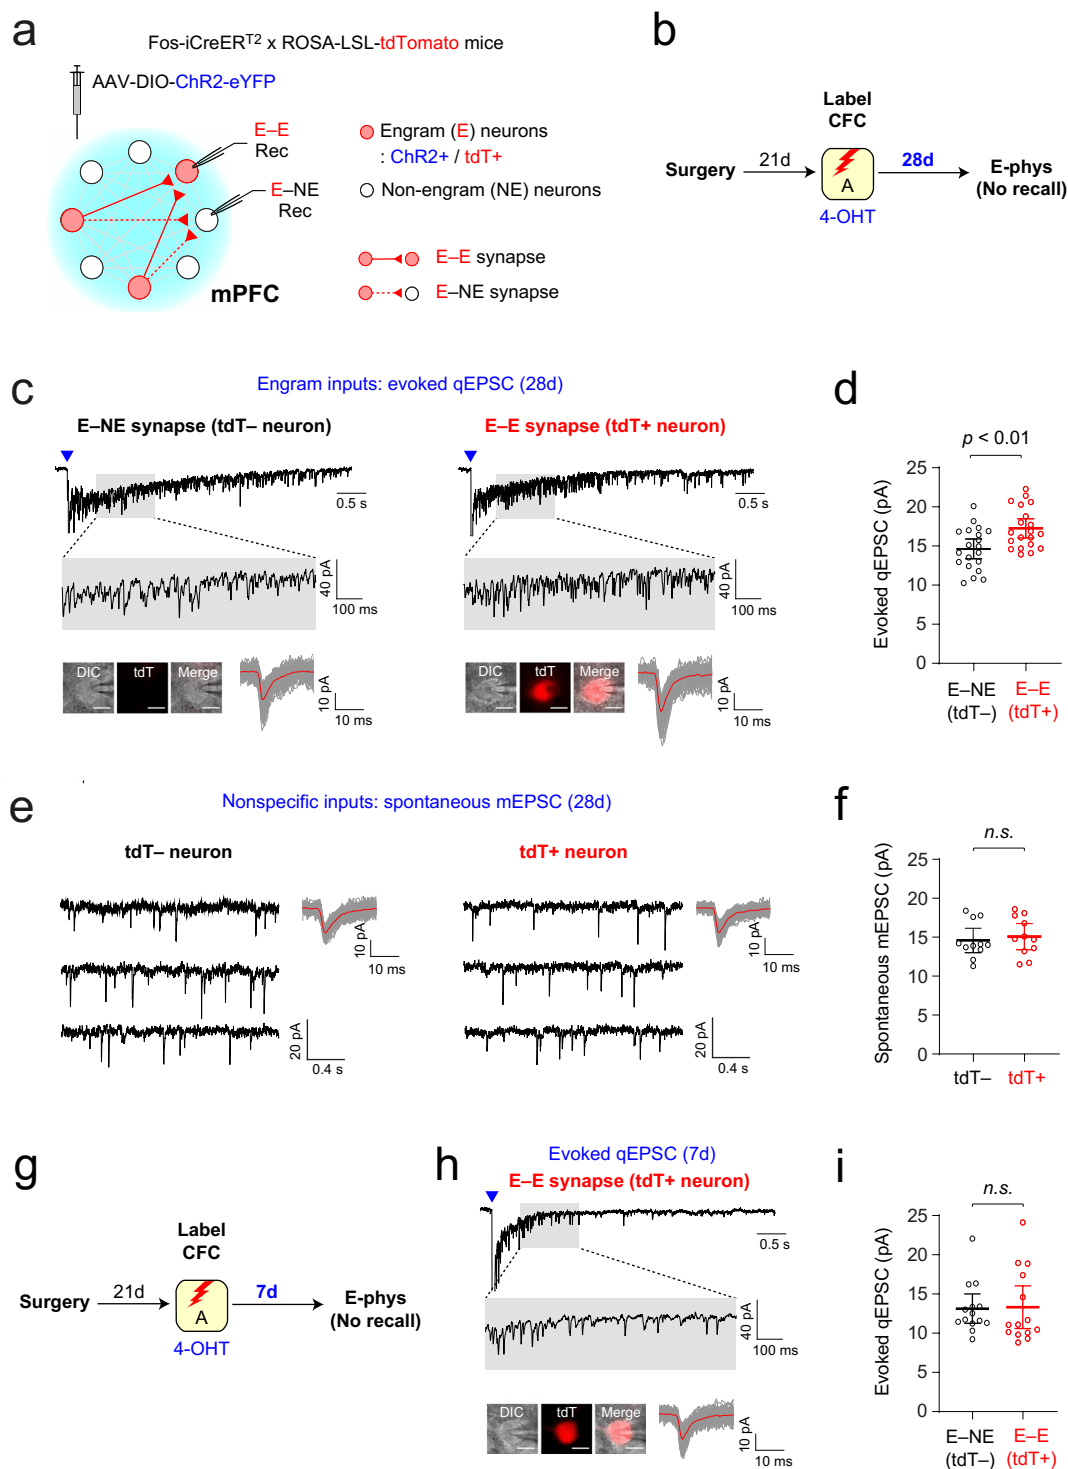 a
Fos-iCreERT2 x ROSA-LSL-tdTomato mice
AAV-DIO-ChR2-eYFP
E–E
Rec
E–NE
Rec
mPFC
Engram (E) neurons
: ChR2+ / tdT+
Non-engram (NE) neurons
E–E synapse
E–NE synapse
b
Label
CFC
Surgery
21d
A
28d
E-phys
(No recall)
4-OHT
c
Engram inputs: evoked qEPSC (28d)
E–NE synapse (tdT– neuron)
0.5 s
40 pA
100 ms
DIC
tdT
Merge
10 pA
10 ms
E–E synapse (tdT+ neuron)
0.5 s
40 pA
100 ms
DIC
tdT
Merge
10 pA
10 ms
d
p < 0.01
Evoked qEPSC (pA)
25
20
15
10
5
0
E–NE
(tdT–)
E–E
(tdT+)
e
Nonspecific inputs: spontaneous mEPSC (28d)
tdT– neuron
10 pA
10 ms
20 pA
0.4 s
tdT+ neuron
10 pA
10 ms
20 pA
0.4 s
f
n.s.
Spontaneous mEPSC (pA)
25
20
15
10
5
0
tdT–
tdT+
g
Label
CFC
Surgery
21d
A
7d
E-phys
(No recall)
4-OHT
h
Evoked qEPSC (7d)
E–E synapse (tdT+ neuron)
0.5 s
40 pA
100 ms
DIC
tdT
Merge
10 pA
10 ms
i
n.s.
Evoked qEPSC (pA)
25
20
15
10
5
0
E–NE
(tdT–)
E–E
(tdT+)